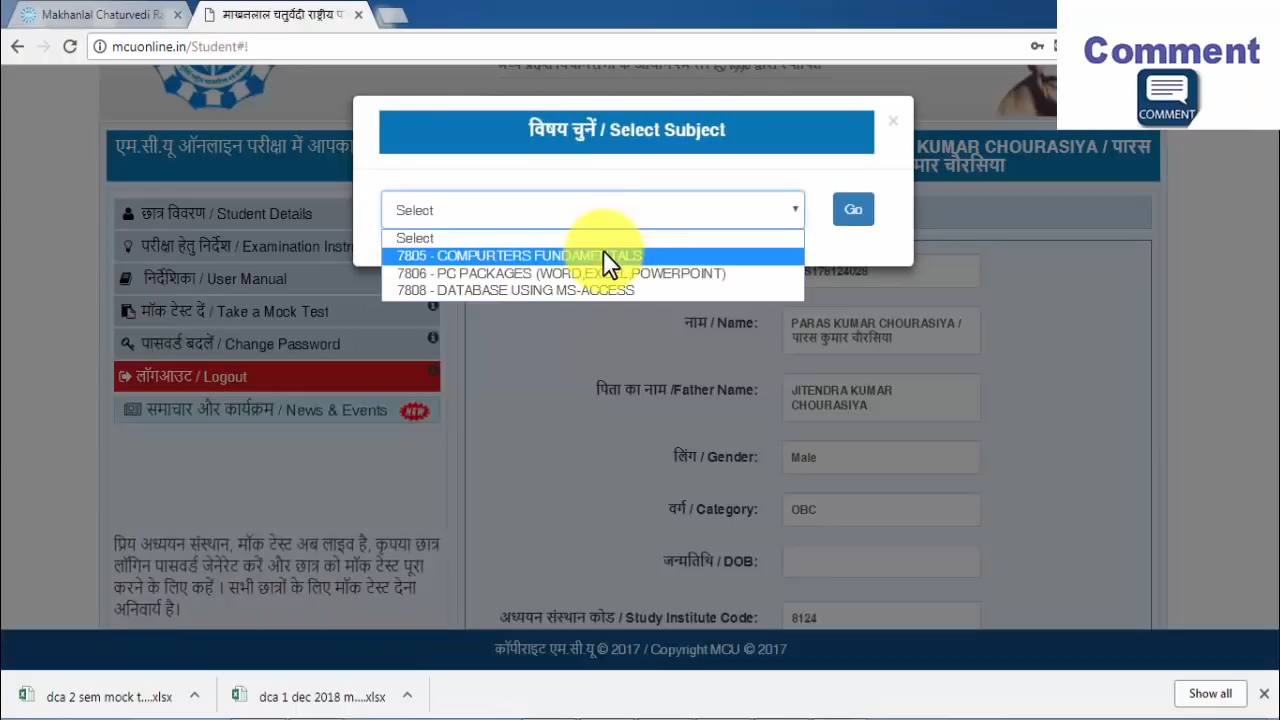 Makhanlal Chaturvedi Ra
माखनलाल चतुर्वेदी राष्ट्रीय प
mcuonline.in/Student#!
Comment
COMMENT
विषय चुनें / Select Subject
एम.सी.यू ऑनलाइन परीक्षा में आपका
KUMAR CHOURASIYA / पारस
मार चौरसिया
Select
Go
Select
7805 - COMPURTERS FUNDAMENTALS
7806 - PC PACKAGES (WORD,EXCEL,POWERPOINT)
7808 - DATABASE USING MS-ACCESS
छात्र विवरण / Student Details
परीक्षा हेतु निर्देश / Examination Instr
निर्देशिका / User Manual
मॉक टेस्ट दें / Take a Mock Test
पासवर्ड बदलें / Change Password
लॉगआउट / Logout
समाचार और कार्यक्रम / News & Events NEW
प्रिय अध्ययन संस्थान, मॉक टेस्ट अब लाइव है, कृपया छात्र
लॉगिन पासवर्ड जेनेरेट करें और छात्र को मॉक टेस्ट पूरा
करने के लिए कहें । सभी छात्रों के लिए मॉक टेस्ट देना
अनिवार्य है।
S178124028
नाम / Name:
PARAS KUMAR CHOURASIYA /
पारस कुमार चौरसिया
पिता का नाम /Father Name:
JITENDRA KUMAR
CHOURASIYA
लिंग / Gender:
Male
वर्ग / Category:
OBC
जन्मतिथि / DOB:
अध्ययन संस्थान कोड / Study Institute Code:
8124
कॉपीराइट एम.सी.यू © 2017 / Copyright MCU © 2017
dca 2 sem mock t....xlsx
dca 1 dec 2018 m....xlsx
Show all